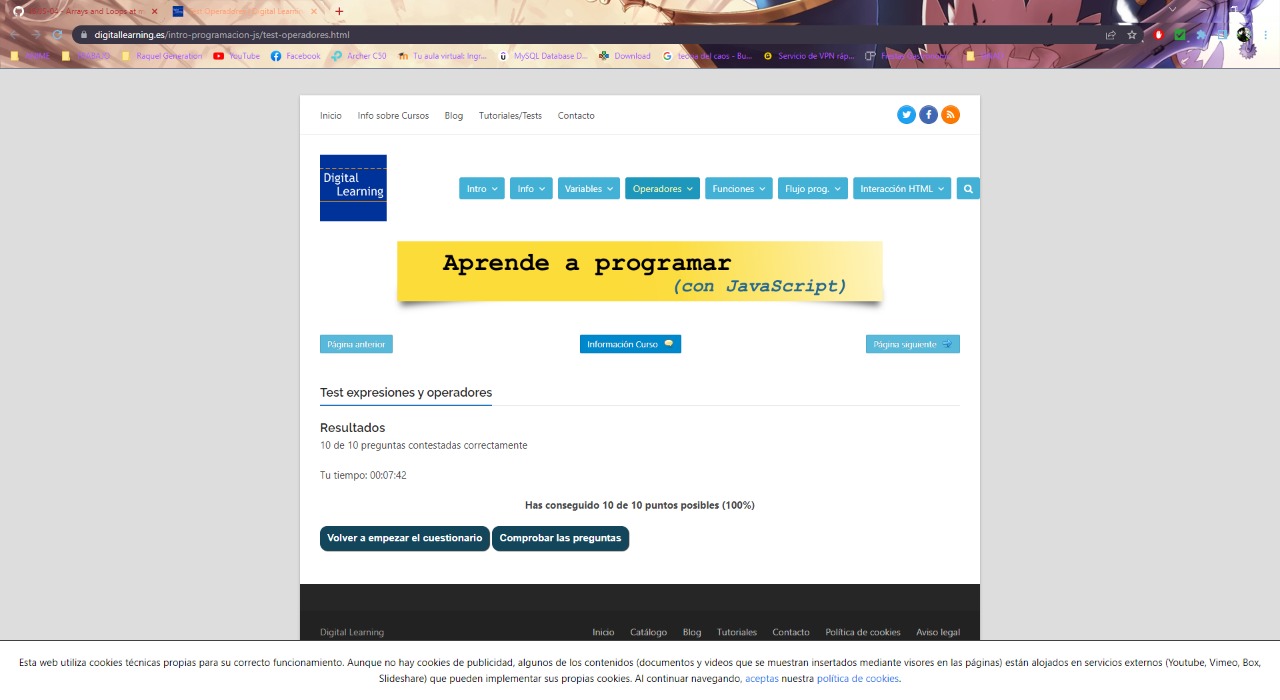 - Arrays and Loops at m
Test Operadores | Digital Learnin
digitallearning.es/intro-programacion-js/test-operadores.html
Raquel Generation YouTube Facebook Archer C50 Tu aula virtual: Ingr... MySQL Database D... Download teoria del caos - Bu... Servicio de VPN ráp...
Inicio Info sobre Cursos Blog Tutoriales/Tests Contacto
Digital
Learning
Intro Info Variables Operadores Funciones Flujo prog. Interacción HTML
Aprende a programar
(con JavaScript)
Página anterior Información Curso Página siguiente
Test expresiones y operadores
Resultados
10 de 10 preguntas contestadas correctamente
Tu tiempo: 00:07:42
Has conseguido 10 de 10 puntos posibles (100%)
Volver a empezar el cuestionario Comprobar las preguntas
Digital Learning Inicio Catálogo Blog Tutoriales Contacto Política de cookies Aviso legal
Esta web utiliza cookies técnicas propias para su correcto funcionamiento. Aunque no hay cookies de publicidad, algunos de los contenidos (documentos y videos que se muestran insertados mediante visores en las páginas) están alojados en servicios externos (Youtube, Vimeo, Box,
Slideshare) que pueden implementar sus propias cookies. Al continuar navegando, aceptas nuestra política de cookies.